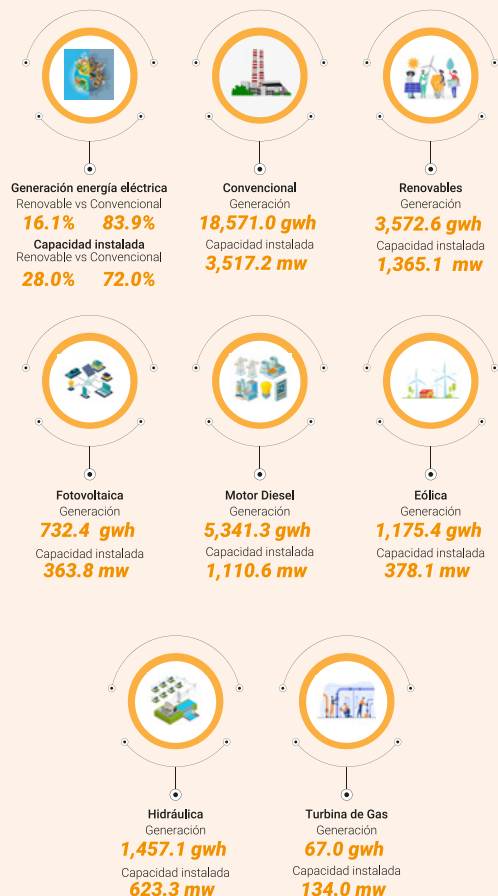 Generación energía eléctrica
Renovable vs Convencional
16.1% 83.9%
Capacidad instalada
Renovable vs Convencional
28.0% 72.0%
Convencional
Generación
18,571.0 gwh
Capacidad instalada
3,517.2 mw
Renovables
Generación
3,572.6 gwh
Capacidad instalada
1,365.1 mw
Fotovoltaica
Generación
732.4 gwh
Capacidad instalada
363.8 mw
Motor Diesel
Generación
5,341.3 gwh
Capacidad instalada
1,110.6 mw
Eólica
Generación
1,175.4 gwh
Capacidad instalada
378.1 mw
Hidráulica
Generación
1,457.1 gwh
Capacidad instalada
623.3 mw
Turbina de Gas
Generación
67.0 gwh
Capacidad instalada
134.0 mw